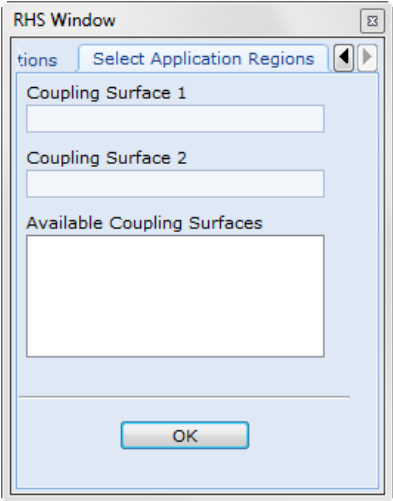 RHS Window
tions Select Application Regions
Coupling Surface 1
Coupling Surface 2
Available Coupling Surfaces
OK